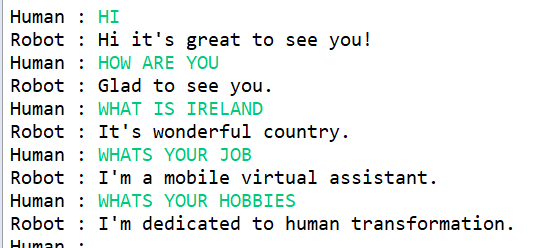 Human : HI
Robot : Hi it's great to see you!
Human : HOW ARE YOU
Robot : Glad to see you.
Human : WHAT IS IRELAND
Robot : It's wonderful country.
Human : WHATS YOUR JOB
Robot : I'm a mobile virtual assistant.
Human : WHATS YOUR HOBBIES
Robot : I'm dedicated to human transformation.
Human :